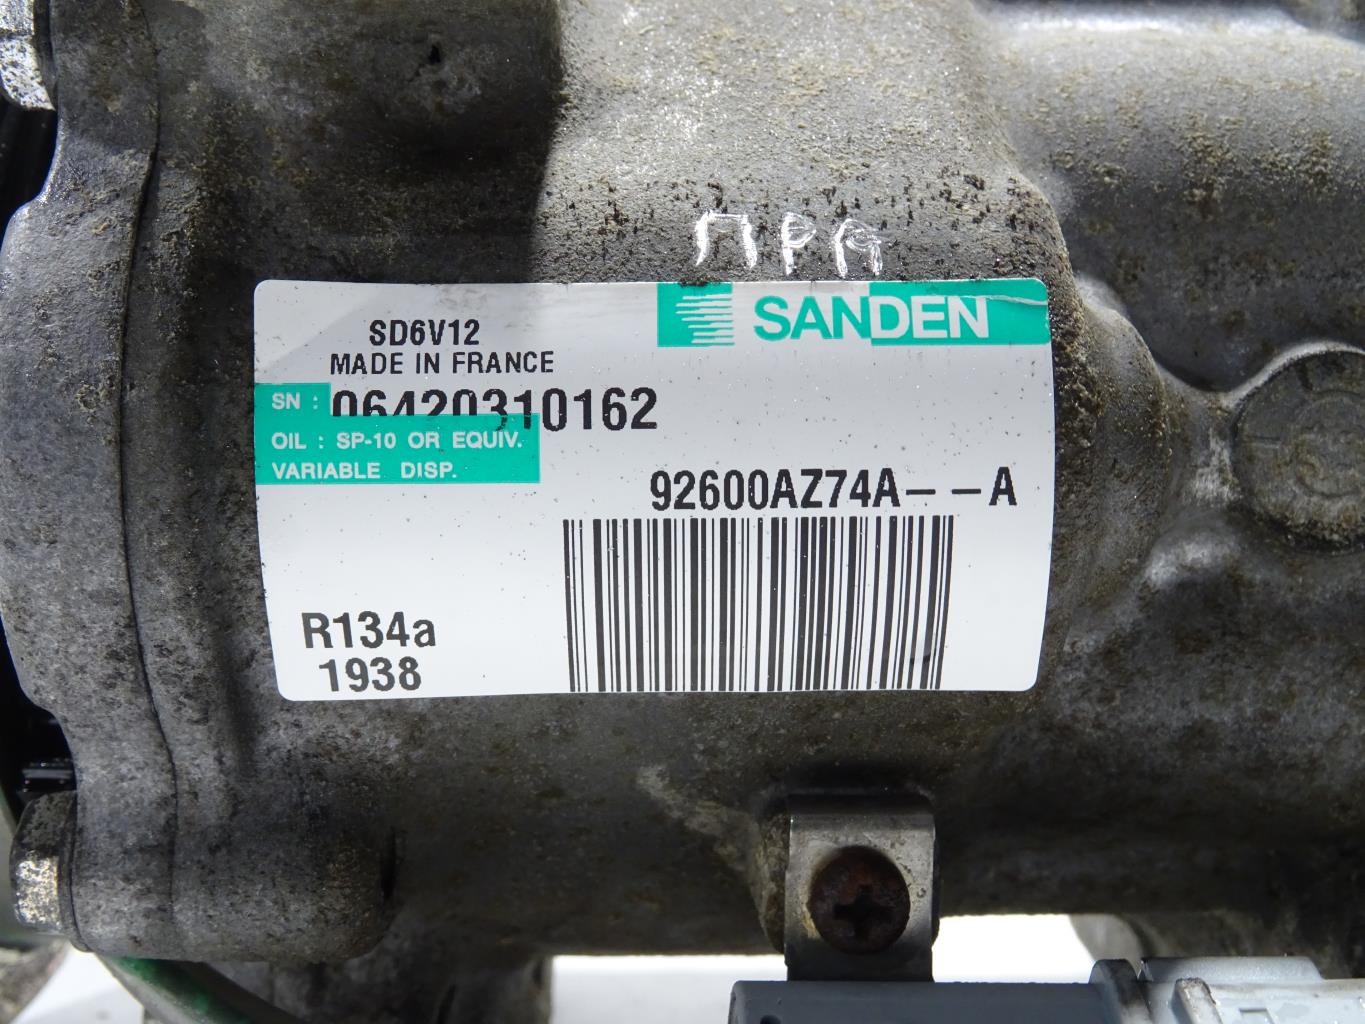 ПРА
SANDEN
SD6V12
MADE IN FRANCE
SN : 06420310162
OIL : SP-10 OR EQUIV.
VARIABLE DISP.
92600AZ74A- -A
R134a
1938